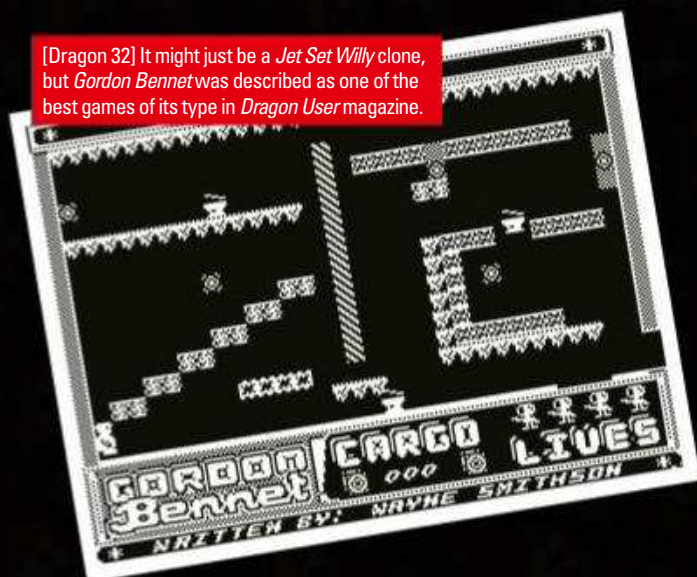 [Dragon 32] It might just be a Jet Set Willy clone,
but Gordon Bennet was described as one of the
best games of its type in Dragon User magazine.
GORDON
Bennet
CARGO
000
LIVES
* WRITTEN BY: WAYNE SMITHSON *